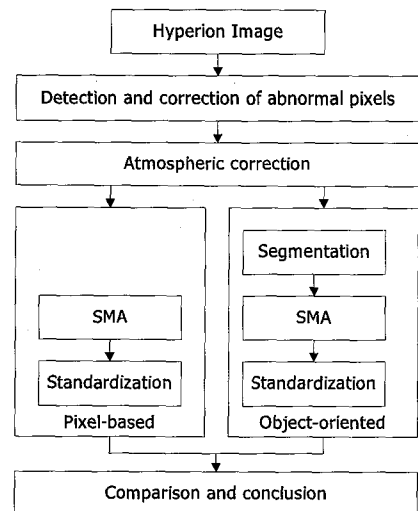 Hyperion Image
Detection and correction of abnormal pixels
Atmospheric correction
SMA
Standardization
Pixel-based
Segmentation
SMA
Standardization
Object-oriented
Comparison and conclusion